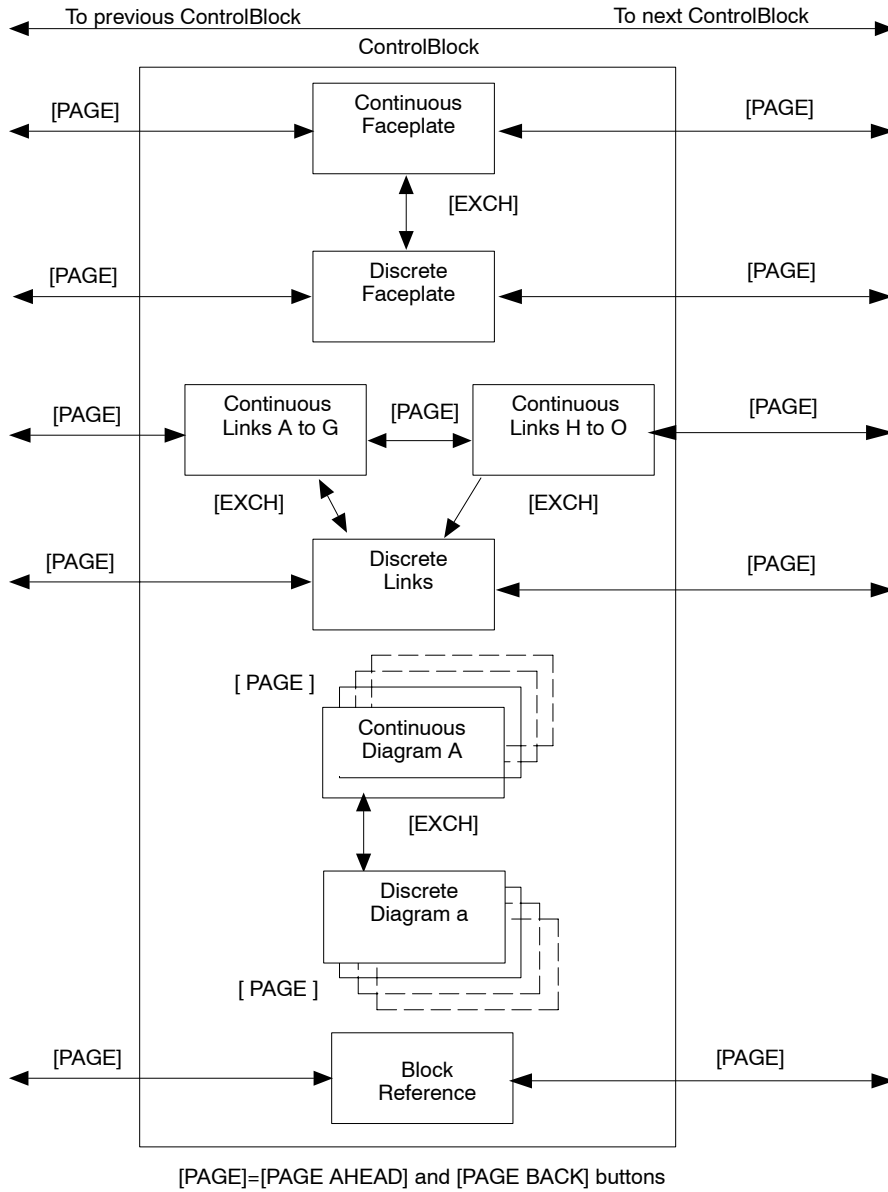 To previous ControlBlock
To next ControlBlock
ControlBlock
[PAGE]
Continuous
Faceplate
[PAGE]
[EXCH]
[PAGE]
Discrete
Faceplate
[PAGE]
[PAGE]
Continuous
Links A to G
[PAGE]
Continuous
Links H to O
[PAGE]
[EXCH]
[EXCH]
[PAGE]
Discrete
Links
[PAGE]
[ PAGE ]
Continuous
Diagram A
[EXCH]
Discrete
Diagram a
[ PAGE ]
[PAGE]
Block
Reference
[PAGE]
[PAGE]=[PAGE AHEAD] and [PAGE BACK] buttons